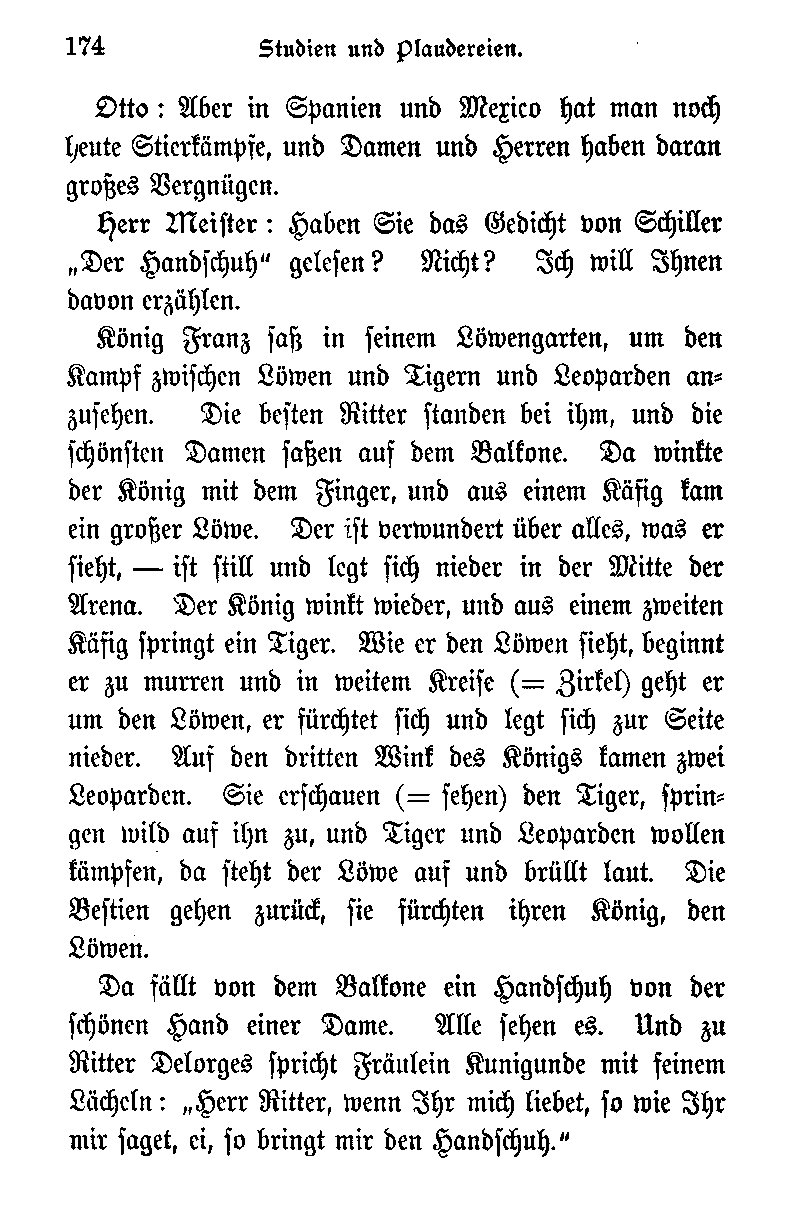 174 Studien und Plaudereien.
Otto: Aber in Spanien und Mexico hat man noch
heute Stierkämpfe, und Damen und Herren haben daran
großes Vergnügen.
Herr Meister: Haben Sie das Gedicht von Schiller
„Der Handschuh“ gelesen? Nicht? Ich will Ihnen
davon erzählen.
König Franz saß in seinem Löwengarten, um den
Kampf zwischen Löwen und Tigern und Leoparden an-
zusehen. Die besten Ritter standen bei ihm, und die
schönsten Damen saßen auf dem Balkone. Da winkte
der König mit dem Finger, und aus einem Käfig kam
ein großer Löwe. Der ist verwundert über alles, was er
sieht, — ist still und legt sich nieder in der Mitte der
Arena. Der König winkt wieder, und aus einem zweiten
Käfig springt ein Tiger. Wie er den Löwen sieht, beginnt
er zu murren und in weitem Kreise (= Zirkel) geht er
um den Löwen, er fürchtet sich und legt sich zur Seite
nieder. Auf den dritten Wink des Königs kamen zwei
Leoparden. Sie erschauen (= sehen) den Tiger, sprin-
gen wild auf ihn zu, und Tiger und Leoparden wollen
kämpfen, da steht der Löwe auf und brüllt laut. Die
Bestien gehen zurück, sie fürchten ihren König, den
Löwen.
Da fällt von dem Balkone ein Handschuh von der
schönen Hand einer Dame. Alle sehen es. Und zu
Ritter Delorges spricht Fräulein Kunigunde mit feinem
Lächeln: „Herr Ritter, wenn Ihr mich liebet, so wie Ihr
mir saget, ei, so bringt mir den Handschuh.“